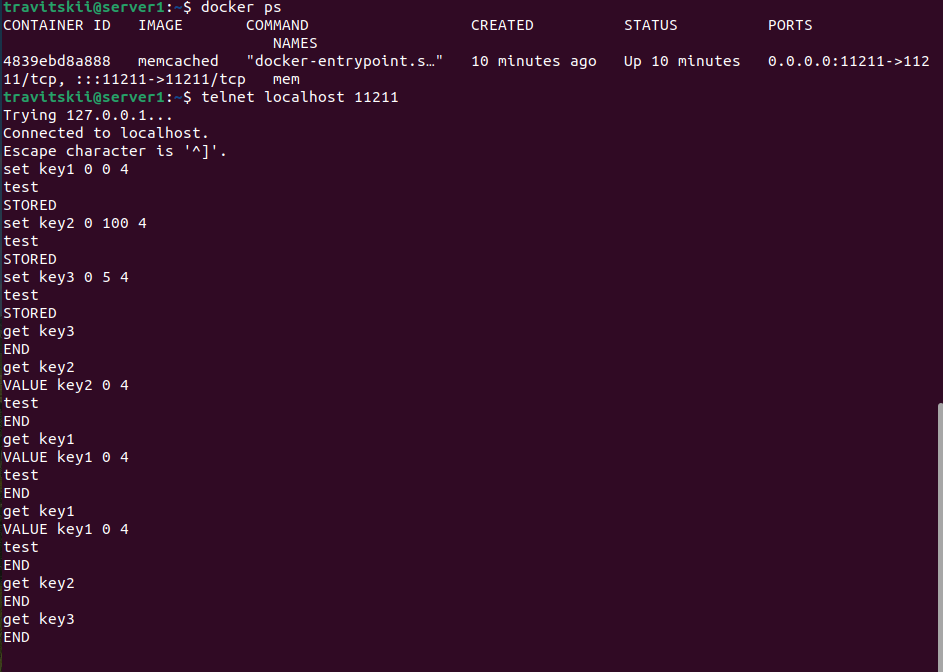 travitskii@server1:~$ docker ps
CONTAINER ID   IMAGE       COMMAND                  CREATED          STATUS          PORTS
                              NAMES
4839ebd8a888   memcached   "docker-entrypoint.s…"   10 minutes ago   Up 10 minutes   0.0.0.0:11211->112
11/tcp, :::11211->11211/tcp   mem
travitskii@server1:~$ telnet localhost 11211
Trying 127.0.0.1...
Connected to localhost.
Escape character is '^]'.
set key1 0 0 4
test
STORED
set key2 0 100 4
test
STORED
set key3 0 5 4
test
STORED
get key3
END
get key2
VALUE key2 0 4
test
END
get key1
VALUE key1 0 4
test
END
get key1
VALUE key1 0 4
test
END
get key2
END
get key3
END